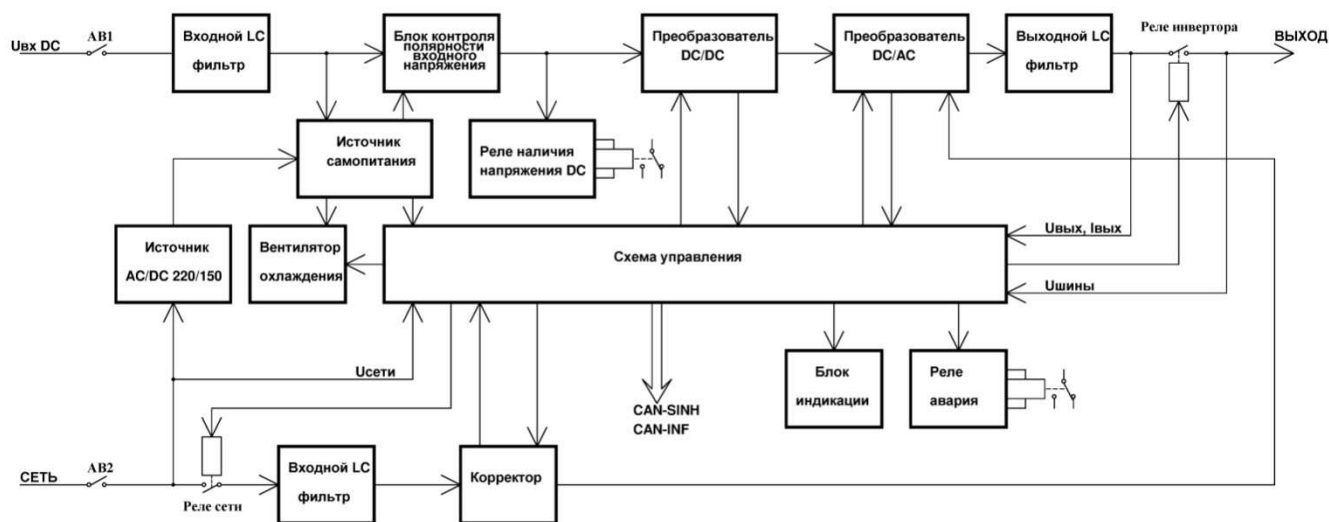 Uвх DC
АВ1
Входной LC
фильтр
Блок контроля
полярности
входного
напряжения
Преобразователь
DC/DC
Преобразователь
DC/AC
Выходной LC
фильтр
Реле инвертора
ВЫХОД
Источник
самопитания
Реле наличия
напряжения DC
Источник
AC/DC 220/150
Вентилятор
охлаждения
Схема управления
Uвых, Iвых
Uшины
Uсети
CAN-SINH
CAN-INF
Блок
индикации
Реле
авария
СЕТЬ
АВ2
Реле сети
Входной LC
фильтр
Корректор